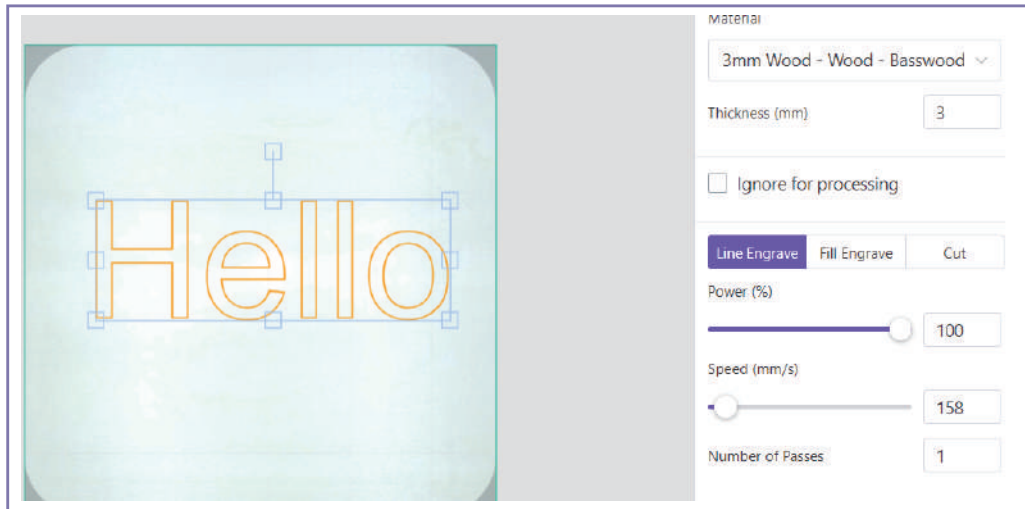 Material
3mm Wood - Wood - Basswood
Thickness (mm) 3
Ignore for processing
Hello
Line Engrave Fill Engrave Cut
Power (%)
100
Speed (mm/s)
158
Number of Passes 1